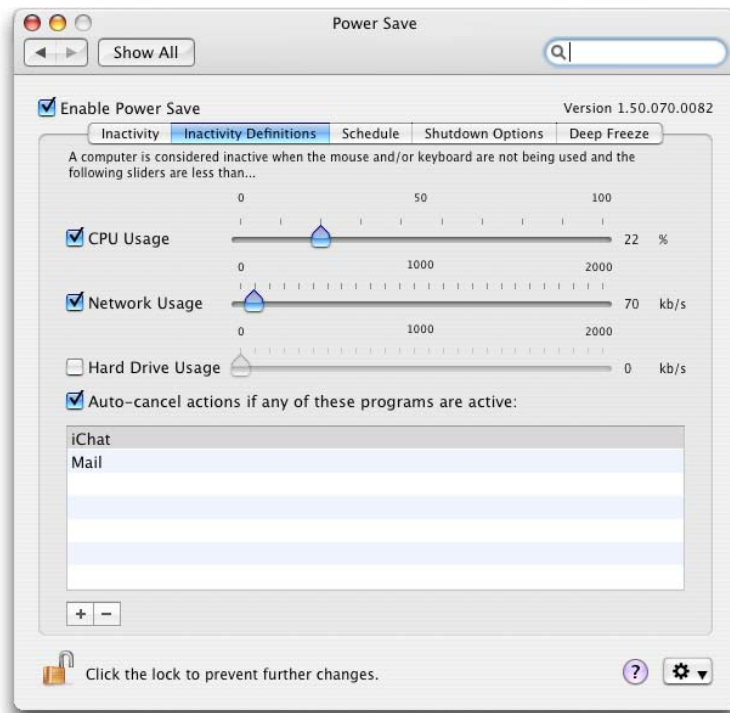 Power Save
Show All
Enable Power Save
Version 1.50.070.0082
Inactivity Inactivity Definitions Schedule Shutdown Options Deep Freeze
A computer is considered inactive when the mouse and/or keyboard are not being used and the
following sliders are less than...
0 50 100
CPU Usage 22 %
0 1000 2000
Network Usage 70 kb/s
0 1000 2000
Hard Drive Usage 0 kb/s
Auto-cancel actions if any of these programs are active:
iChat
Mail
+ −
Click the lock to prevent further changes. ?